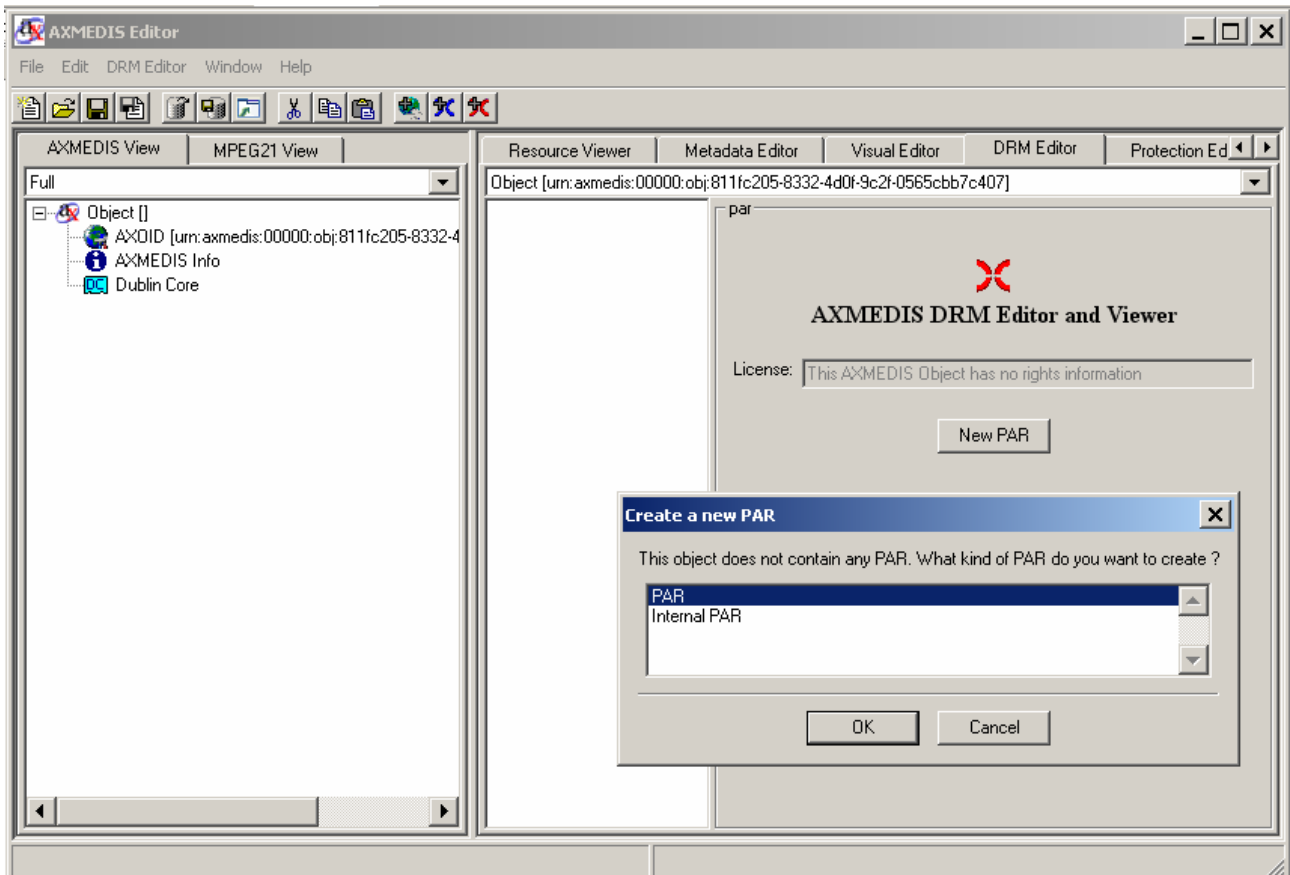 AXMEDIS Editor
File Edit DRM Editor Window Help
AXMEDIS View MPEG21 View
Resource Viewer Metadata Editor Visual Editor DRM Editor Protection Ed
Full
Object [urn:axmedis:00000:obj:811fc205-8332-4d0f-9c2f-0565cbb7c407]
Object []
AXOID [urn:axmedis:00000:obj:811fc205-8332-4
AXMEDIS Info
DC Dublin Core
par
AXMEDIS DRM Editor and Viewer
License: This AXMEDIS Object has no rights information
New PAR
Create a new PAR
This object does not contain any PAR. What kind of PAR do you want to create ?
PAR
Internal PAR
OK Cancel